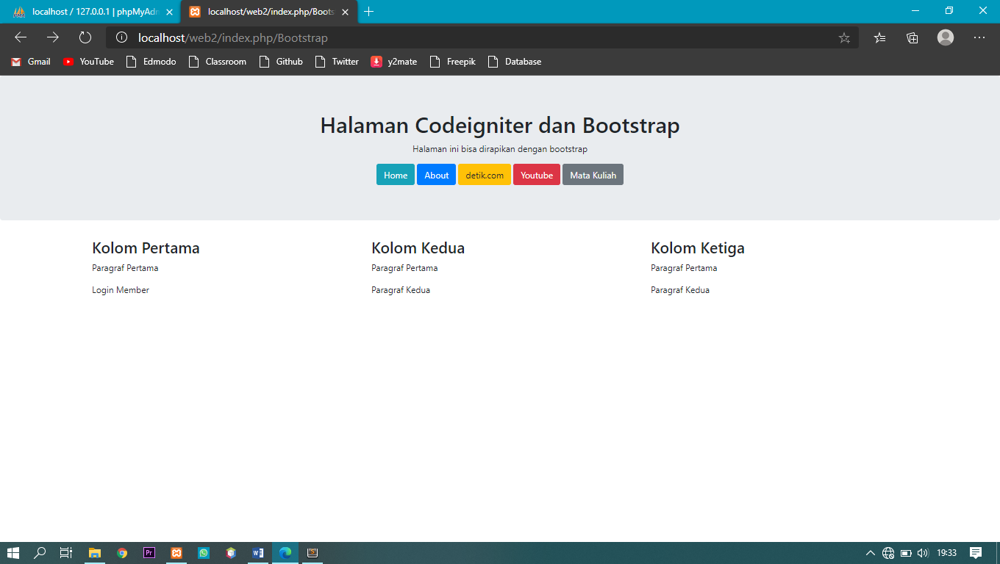 localhost / 127.0.0.1 | phpMyAdm
localhost/web2/index.php/Boots
localhost/web2/index.php/Bootstrap
Gmail YouTube Edmodo Classroom Github Twitter y2mate Freepik Database
Halaman Codeigniter dan Bootstrap
Halaman ini bisa dirapikan dengan bootstrap
Home About detik.com Youtube Mata Kuliah
Kolom Pertama Kolom Kedua Kolom Ketiga
Paragraf Pertama Paragraf Pertama Paragraf Pertama
Login Member Paragraf Kedua Paragraf Kedua
Pr
19:33